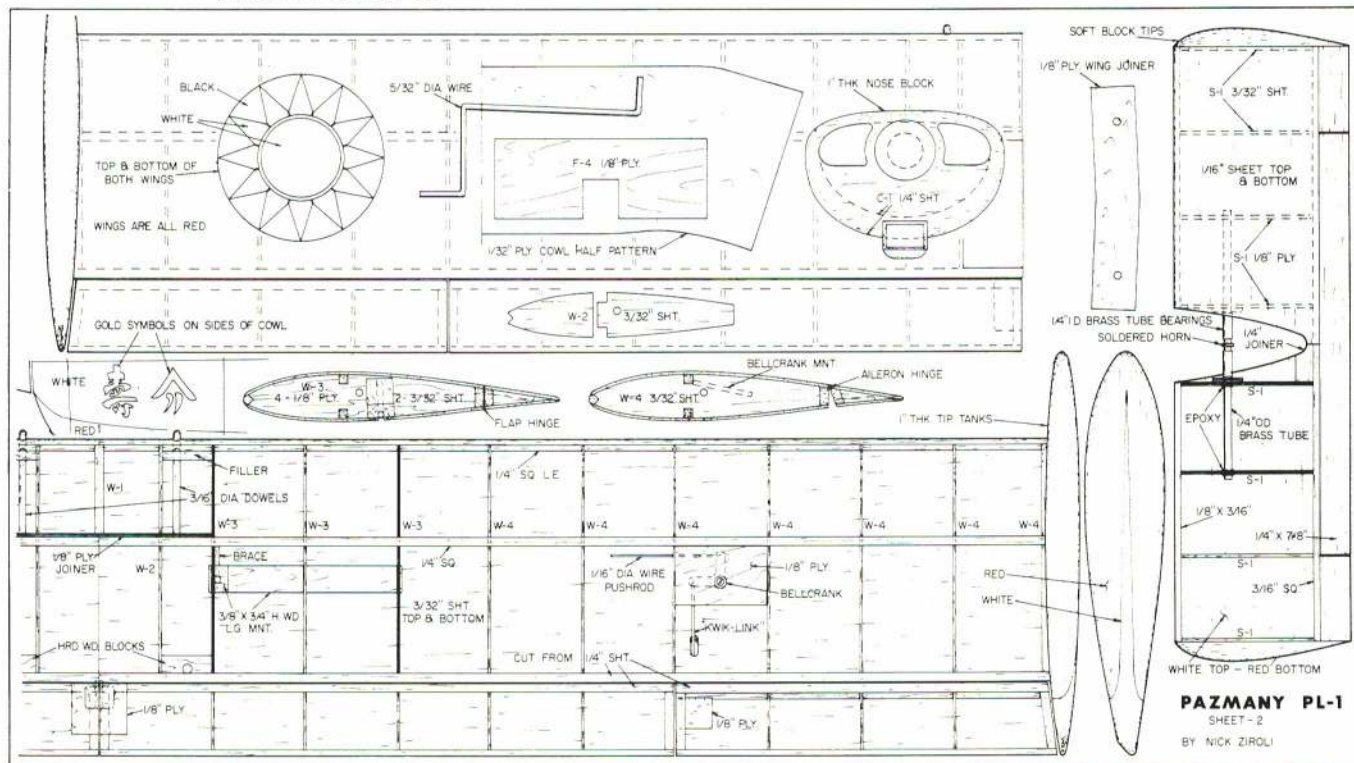 BLACK
WHITE
TOP & BOTTOM OF
BOTH WINGS
WINGS ARE ALL RED
5/32" DIA WIRE
F-4 1/8" PLY.
1/32" PLY COWL HALF PATTERN
1" THK NOSE BLOCK
C-T 1/4" SHT
1/8" PLY WING JOINER
SOFT BLOCK TIPS
S-1 3/32" SHT.
1/16" SHEET TOP
& BOTTOM
S-1 1/8" PLY
1/4" I D BRASS TUBE BEARINGS
SOLDERED HORN
1/4"
JOINER
W-2
3/32" SHT.
GOLD SYMBOLS ON SIDES OF COWL
WHITE
RED
W-3
4 - 1/8" PLY.
2- 3/32" SHT.
FLAP HINGE
BELLCRANK MNT.
W-4 3/32" SHT.
AILERON HINGE
1" THK TIP TANKS
S-1
EPOXY
1/4" OD
BRASS TUBE
S-1
FILLER
1/4" SQ L.E.
W-1
3/16" DIA DOWELS
W-3
W-3
W-3
W-4
W-4
W-4
W-4
W-4
W-4
W-4
1/8" X 3/16"
1/4" X 7/8"
1/8" PLY
JOINER
W-2
BRACE
1/4" SQ.
1/16" DIA WIRE
PUSHROD
1/8" PLY
BELLCRANK
S-1
RED
WHITE
3/16" SQ.
3/8" X 3/4" H WD
L.G. MNT.
3/32" SHT.
TOP & BOTTOM
"KWIK-LINK"
S-1
HRD WD. BLOCKS
CUT FROM 1/4" SHT.
WHITE TOP - RED BOTTOM
1/8" PLY
1/8" PLY.
PAZMANY PL-1
SHEET - 2
BY NICK ZIROLI